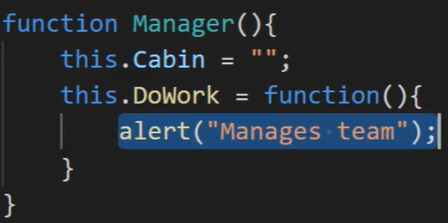 function Manager(){
this.Cabin = "";
this.DoWork = function(){
alert("Manages team");
}
}